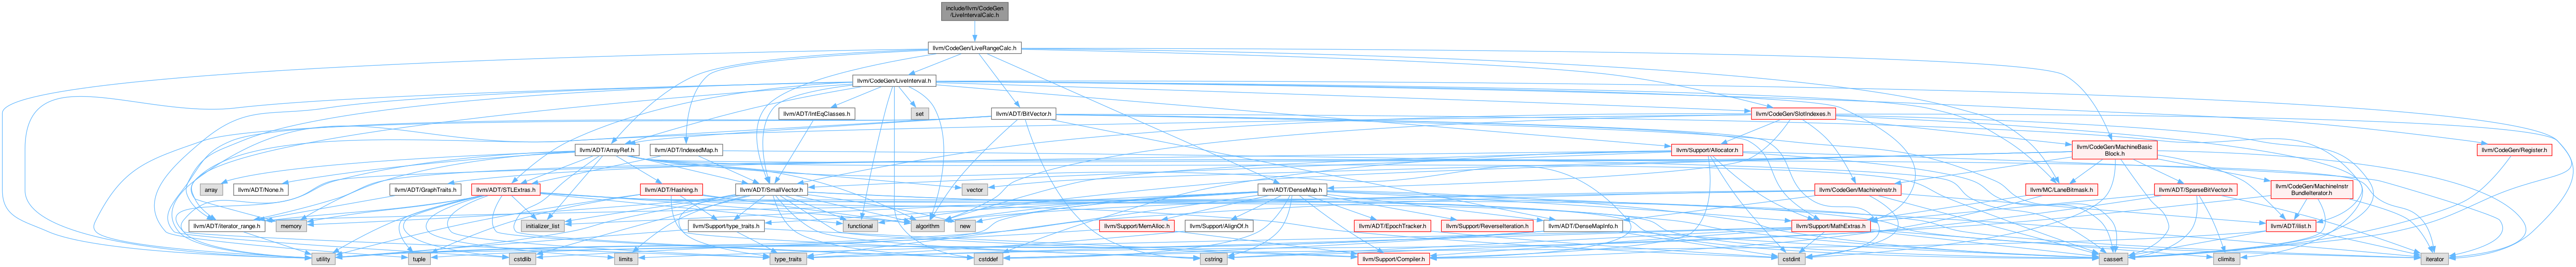 include/llvm/CodeGen
/LiveIntervalCalc.h
llvm/CodeGen/LiveRangeCalc.h
llvm/CodeGen/LiveInterval.h
llvm/ADT/IntEqClasses.h
set
llvm/ADT/BitVector.h
llvm/CodeGen/SlotIndexes.h
llvm/ADT/ArrayRef.h
llvm/ADT/IndexedMap.h
llvm/Support/Allocator.h
llvm/CodeGen/MachineBasic
Block.h
llvm/CodeGen/Register.h
array
llvm/ADT/None.h
llvm/ADT/GraphTraits.h
llvm/ADT/STLExtras.h
llvm/ADT/Hashing.h
llvm/ADT/SmallVector.h
vector
llvm/ADT/DenseMap.h
llvm/CodeGen/MachineInstr.h
llvm/MC/LaneBitmask.h
llvm/ADT/SparseBitVector.h
llvm/CodeGen/MachineInstr
BundleIterator.h
llvm/ADT/iterator_range.h
memory
initializer_list
llvm/Support/type_traits.h
functional
algorithm
new
llvm/Support/MemAlloc.h
llvm/Support/AlignOf.h
llvm/ADT/EpochTracker.h
llvm/Support/ReverseIteration.h
llvm/ADT/DenseMapInfo.h
llvm/Support/MathExtras.h
llvm/ADT/ilist.h
utility
tuple
cstdlib
limits
type_traits
cstddef
cstring
llvm/Support/Compiler.h
cstdint
cassert
climits
iterator